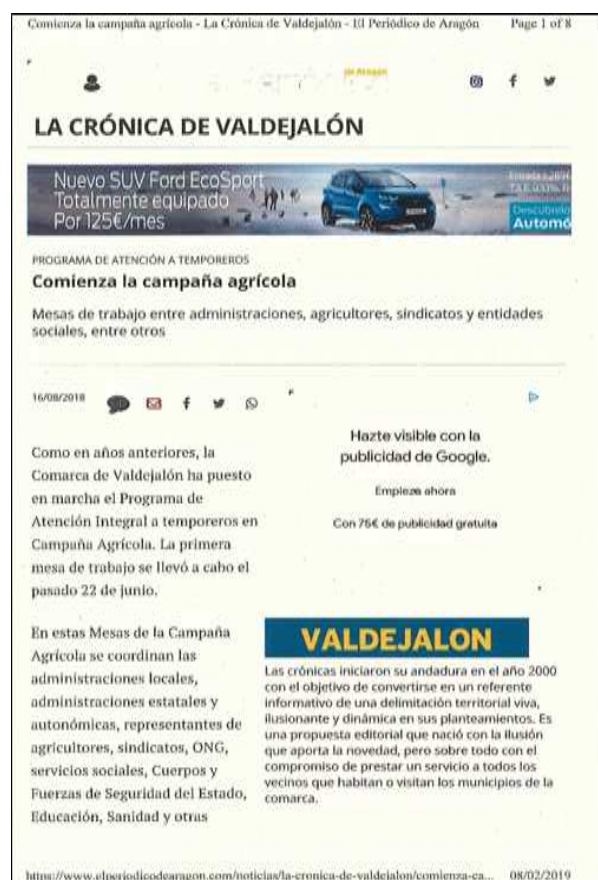 Comienza la campaña agrícola - La Crónica de Valdejalón - El Periódico de Aragón Page 1 of 8
de Aragón
LA CRÓNICA DE VALDEJALÓN
Nuevo SUV Ford EcoSport
Totalmente equipado
Por 125€/mes
Descúbrelo
Automó
PROGRAMA DE ATENCIÓN A TEMPOREROS
Comienza la campaña agrícola
Mesas de trabajo entre administraciones, agricultores, sindicatos y entidades
sociales, entre otros
16/08/2018
Hazte visible con la
publicidad de Google.
Empieza ahora
Con 75€ de publicidad gratuita
Como en años anteriores, la
Comarca de Valdejalón ha puesto
en marcha el Programa de
Atención Integral a temporeros en
Campaña Agrícola. La primera
mesa de trabajo se llevó a cabo el
pasado 22 de junio.
En estas Mesas de la Campaña
Agrícola se coordinan las
administraciones locales,
administraciones estatales y
autonómicas, representantes de
agricultores, sindicatos, ONG,
servicios sociales, Cuerpos y
Fuerzas de Seguridad del Estado,
Educación, Sanidad y otras
VALDEJALON
Las crónicas iniciaron su andadura en el año 2000
con el objetivo de convertirse en un referente
informativo de una delimitación territorial viva,
ilusionante y dinámica en sus planteamientos. Es
una propuesta editorial que nació con la ilusión
que aporta la novedad, pero sobre todo con el
compromiso de prestar un servicio a todos los
vecinos que habitan o visitan los municipios de la
comarca.
https://www.elperiodicodearagon.com/noticias/la-cronica-de-valdejalon/comienza-ca... 08/02/2019